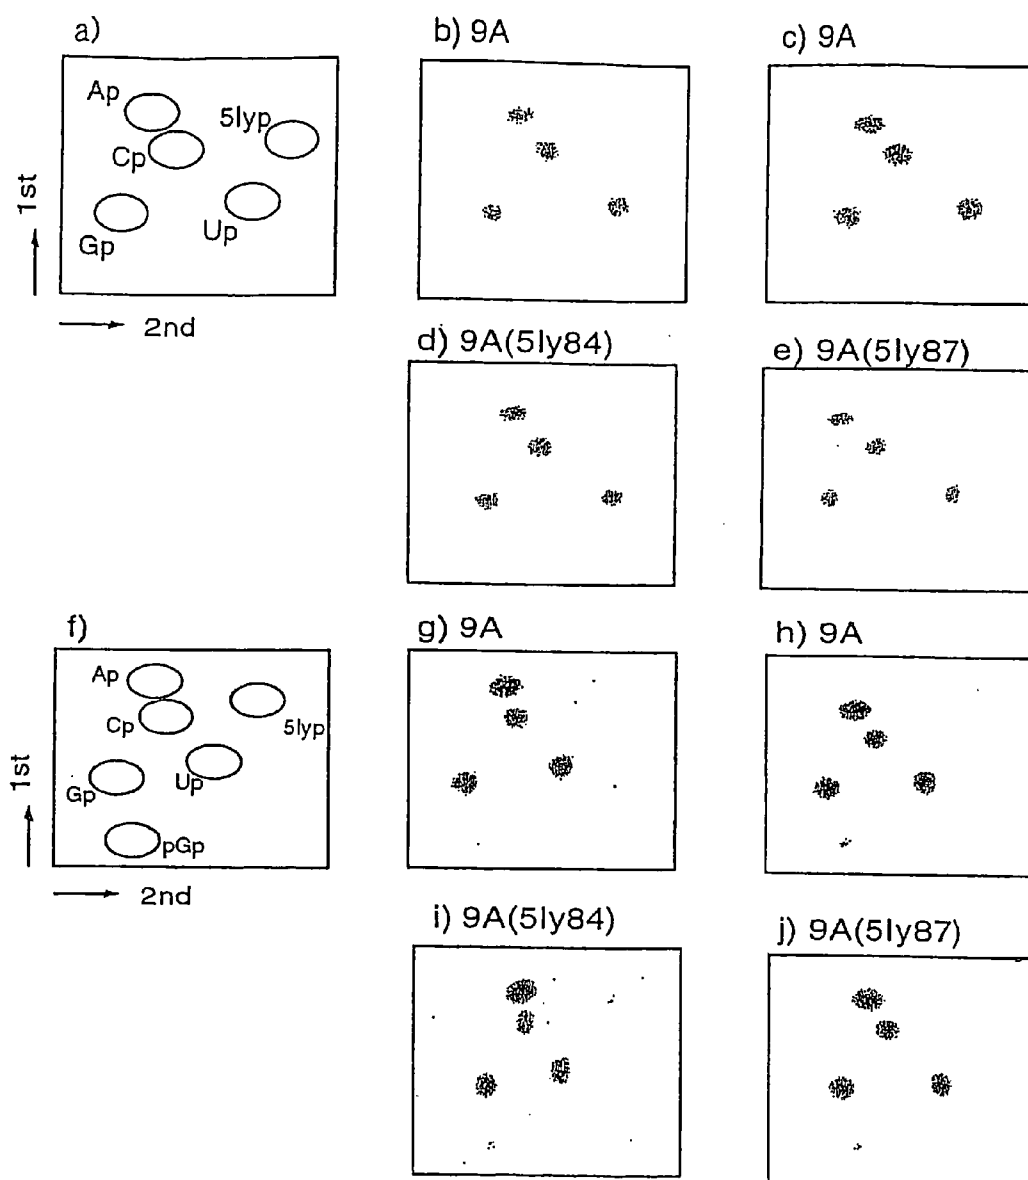 a)
Ap
5lyp
Cp
Gp
Up
1st
2nd
b) 9A
c) 9A
d) 9A(5ly84)
e) 9A(5ly87)
f)
Ap
Cp
5lyp
Gp
Up
pGp
1st
2nd
g) 9A
h) 9A
i) 9A(5ly84)
j) 9A(5ly87)